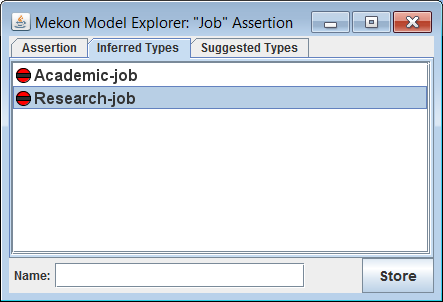 Mekon Model Explorer: "Job" Assertion
Assertion Inferred Types Suggested Types
Academic-job
Research-job
Name: Store